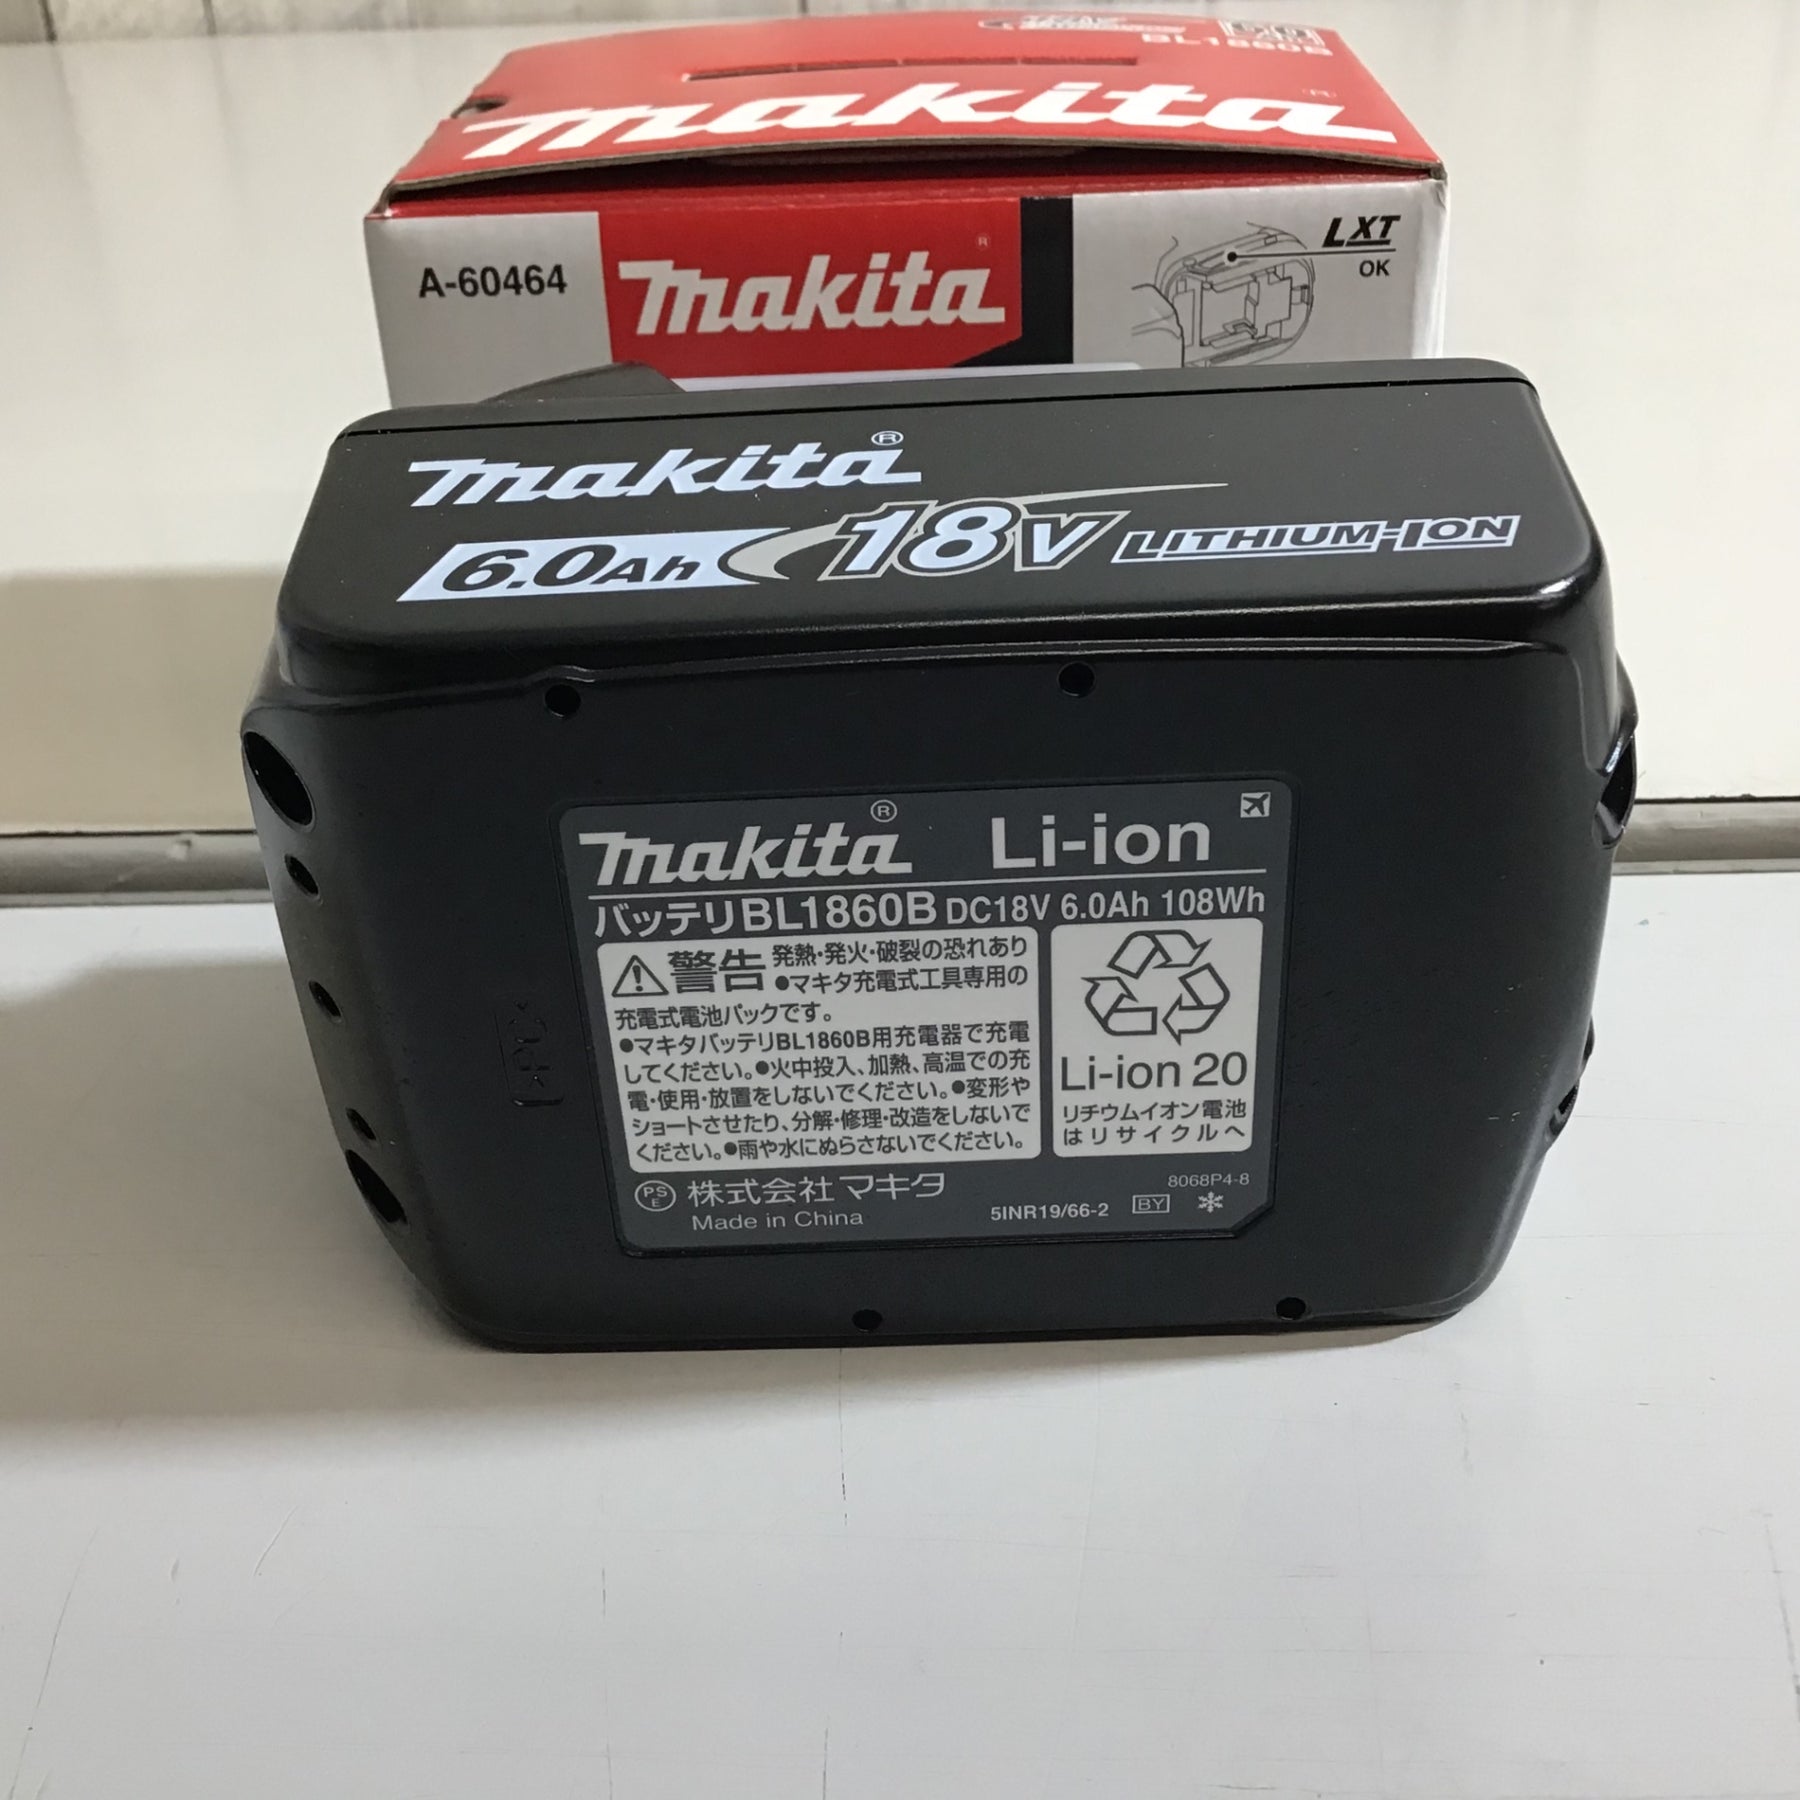 6.0
Ah
BL1860B
makita
A-60464
makita®
LXT
OK
makita®
6.0Ah 18V LITHIUM-ION
makita® Li-ion
バッテリBL1860B DC18V 6.0Ah 108Wh
警告 発熱・発火・破裂の恐れあり
●マキタ充電式工具専用の
充電式電池パックです。
●マキタバッテリBL1860B用充電器で充電
してください。●火中投入、加熱、高温での充
電・使用・放置をしないでください。●変形や
ショートさせたり、分解・修理・改造をしないで
ください。●雨や水にぬらさないでください。
Li-ion 20
リチウムイオン電池
はリサイクルへ
PS
E
株式会社マキタ
Made in China
8068P4-8
5INR19/66-2 BY
>PC<